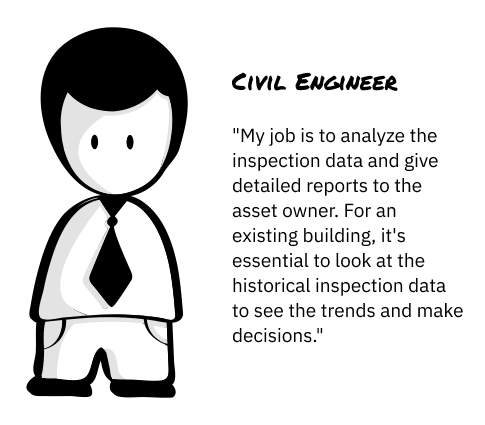 Civil Engineer
"My job is to analyze the
inspection data and give
detailed reports to the
asset owner. For an
existing building, it's
essential to look at the
historical inspection data
to see the trends and make
decisions."